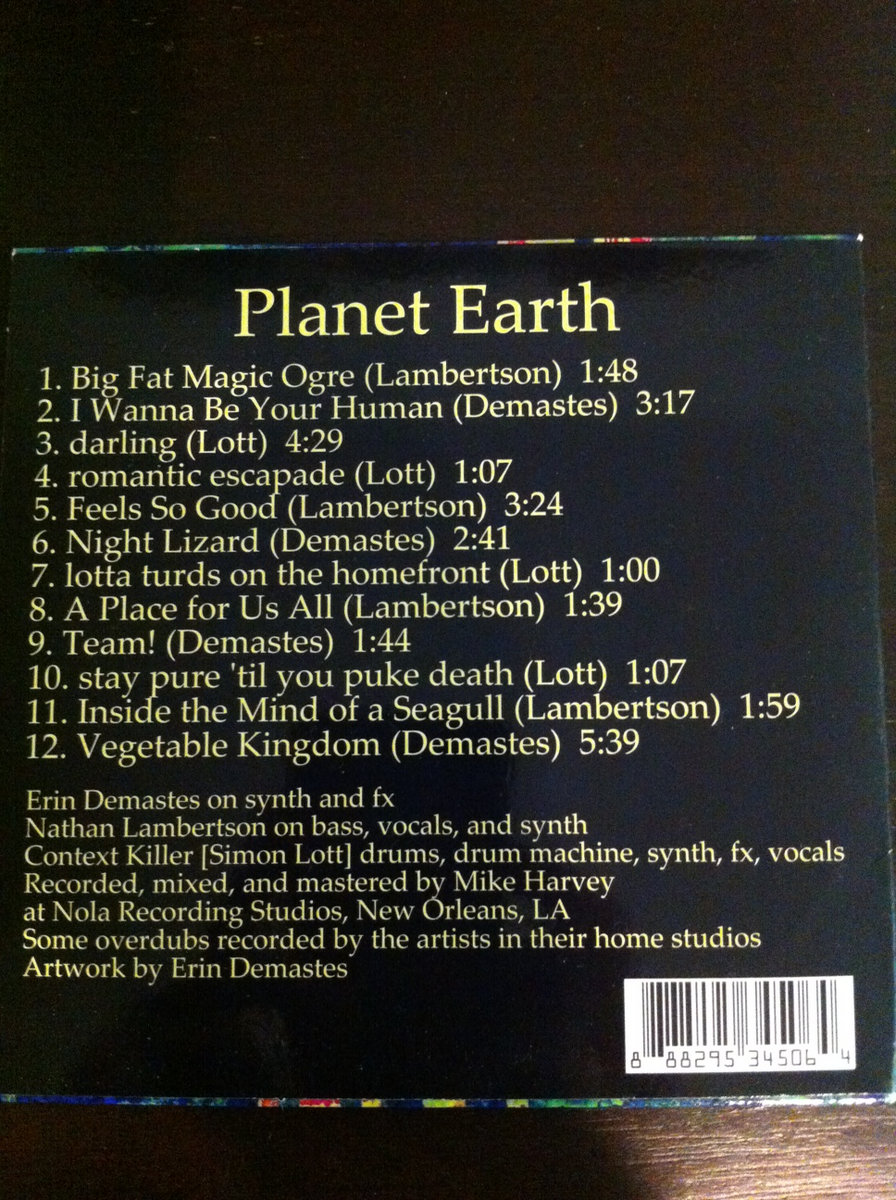 Planet Earth
1. Big Fat Magic Ogre (Lambertson) 1:48
2. I Wanna Be Your Human (Demastes) 3:17
3. darling (Lott) 4:29
4. romantic escapade (Lott) 1:07
5. Feels So Good (Lambertson) 3:24
6. Night Lizard (Demastes) 2:41
7. lotta turds on the homefront (Lott) 1:00
8. A Place for Us All (Lambertson) 1:39
9. Team! (Demastes) 1:44
10. stay pure 'til you puke death (Lott) 1:07
11. Inside the Mind of a Seagull (Lambertson) 1:59
12. Vegetable Kingdom (Demastes) 5:39
Erin Demastes on synth and fx
Nathan Lambertson on bass, vocals, and synth
Context Killer [Simon Lott] drums, drum machine, synth, fx, vocals
Recorded, mixed, and mastered by Mike Harvey
at Nola Recording Studios, New Orleans, LA
Some overdubs recorded by the artists in their home studios
Artwork by Erin Demastes
8 88295 34506 4